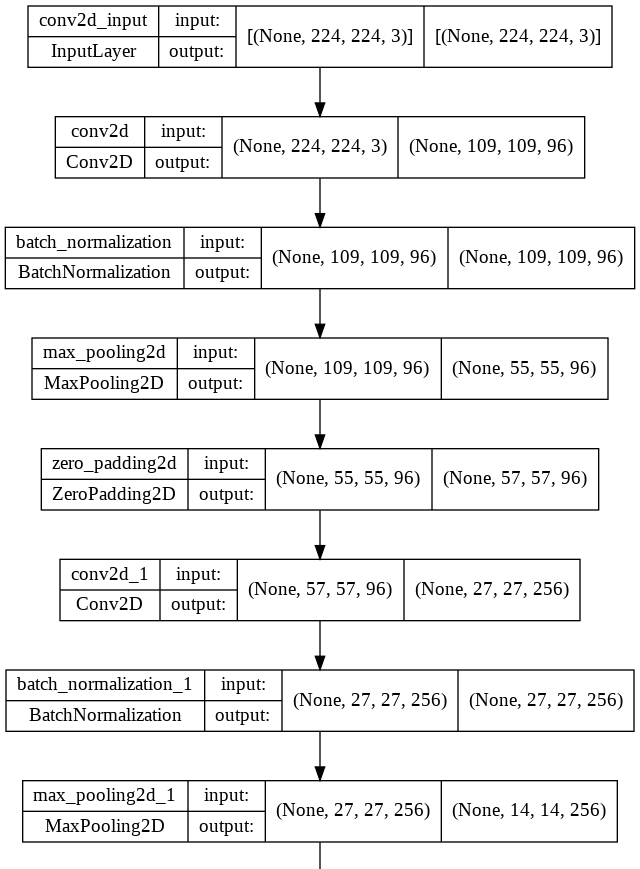 conv2d_input input: [(None, 224, 224, 3)] [(None, 224, 224, 3)]
InputLayer output:
conv2d input: (None, 224, 224, 3) (None, 109, 109, 96)
Conv2D output:
batch_normalization input: (None, 109, 109, 96) (None, 109, 109, 96)
BatchNormalization output:
max_pooling2d input: (None, 109, 109, 96) (None, 55, 55, 96)
MaxPooling2D output:
zero_padding2d input: (None, 55, 55, 96) (None, 57, 57, 96)
ZeroPadding2D output:
conv2d_1 input: (None, 57, 57, 96) (None, 27, 27, 256)
Conv2D output:
batch_normalization_1 input: (None, 27, 27, 256) (None, 27, 27, 256)
BatchNormalization output:
max_pooling2d_1 input: (None, 27, 27, 256) (None, 14, 14, 256)
MaxPooling2D output: